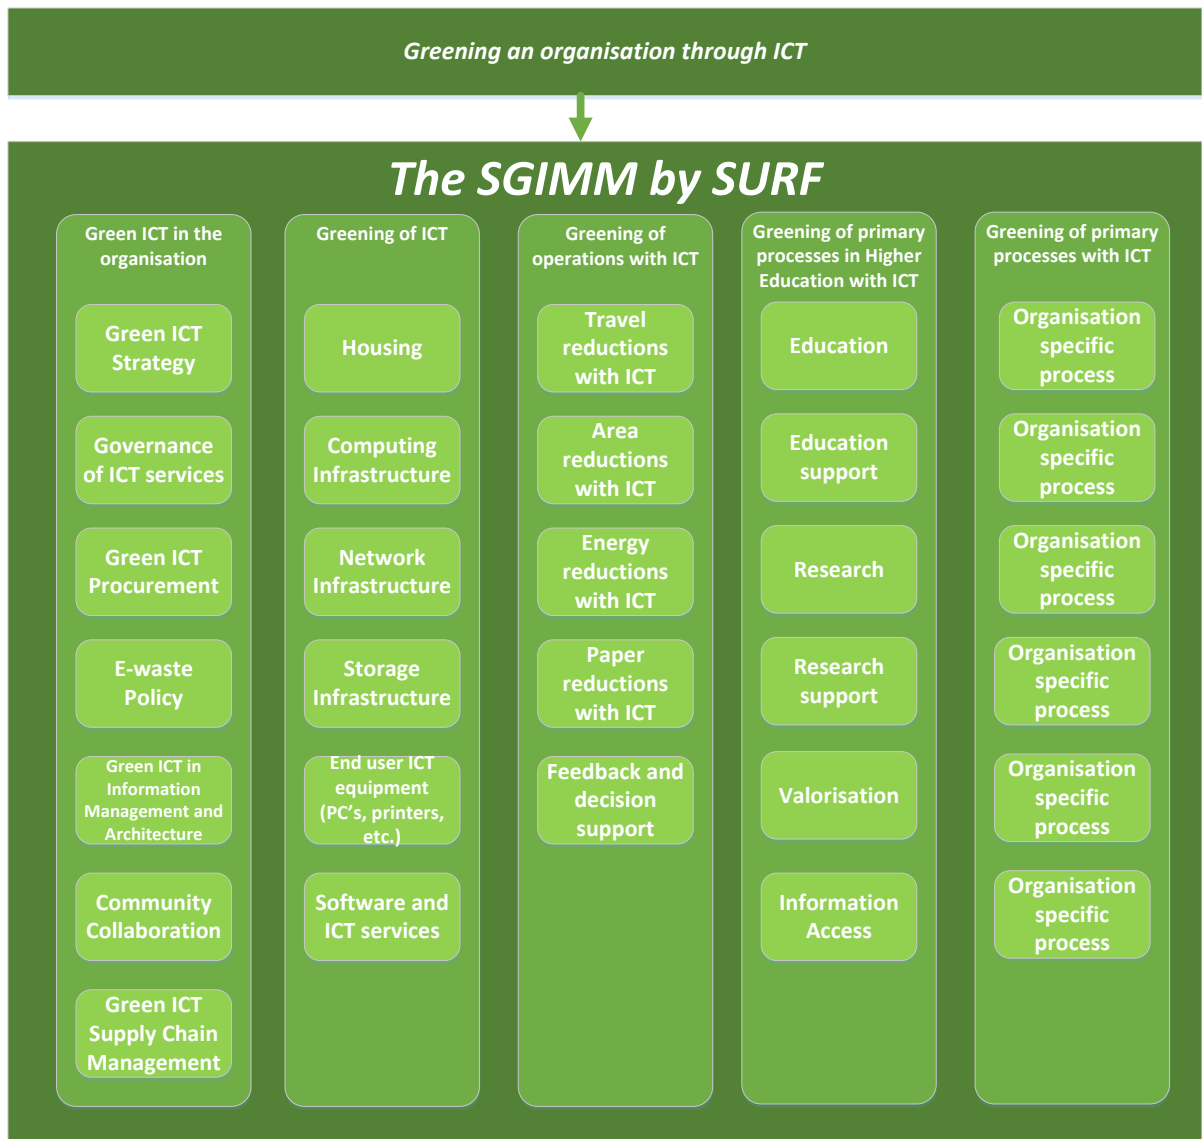 Greening an organisation through ICT
The SGIMM by SURF
Green ICT in the
organisation
Green ICT
Strategy
Governance
of ICT services
Green ICT
Procurement
E-waste
Policy
Green ICT in
Information
Management and
Architecture
Community
Collaboration
Green ICT
Supply Chain
Management
Greening of ICT
Housing
Computing
Infrastructure
Network
Infrastructure
Storage
Infrastructure
End user ICT
equipment
(PC's, printers,
etc.)
Software and
ICT services
Greening of
operations with ICT
Travel
reductions
with ICT
Area
reductions
with ICT
Energy
reductions
with ICT
Paper
reductions
with ICT
Feedback and
decision
support
Greening of primary
processes in Higher
Education with ICT
Education
Education
support
Research
Research
support
Valorisation
Information
Access
Greening of primary
processes with ICT
Organisation
specific
process
Organisation
specific
process
Organisation
specific
process
Organisation
specific
process
Organisation
specific
process
Organisation
specific
process